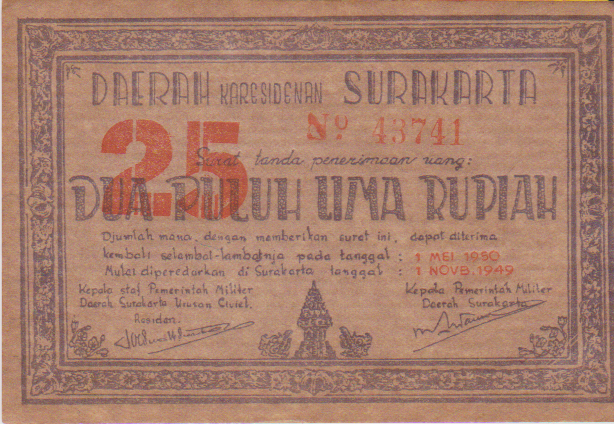 DAERAH KARESIDENAN SURAKARTA
25
No 43741
Surat tanda penerimaan uang:
DUA PULUH LIMA RUPIAH
Djumlah mana, dengan memberikan surat ini, dapat diterima
kembali selambat-lambatnja pada tanggal : 1 MEI 1950
Mulai diperedarkan di Surakarta tanggal : 1 NOVB. 1949
Kepala staf Pemerintah Militer
Daerah Surakarta Urusan Civiel.
Residen.
Kepala Pemerintah Militer
Daerah Surakarta